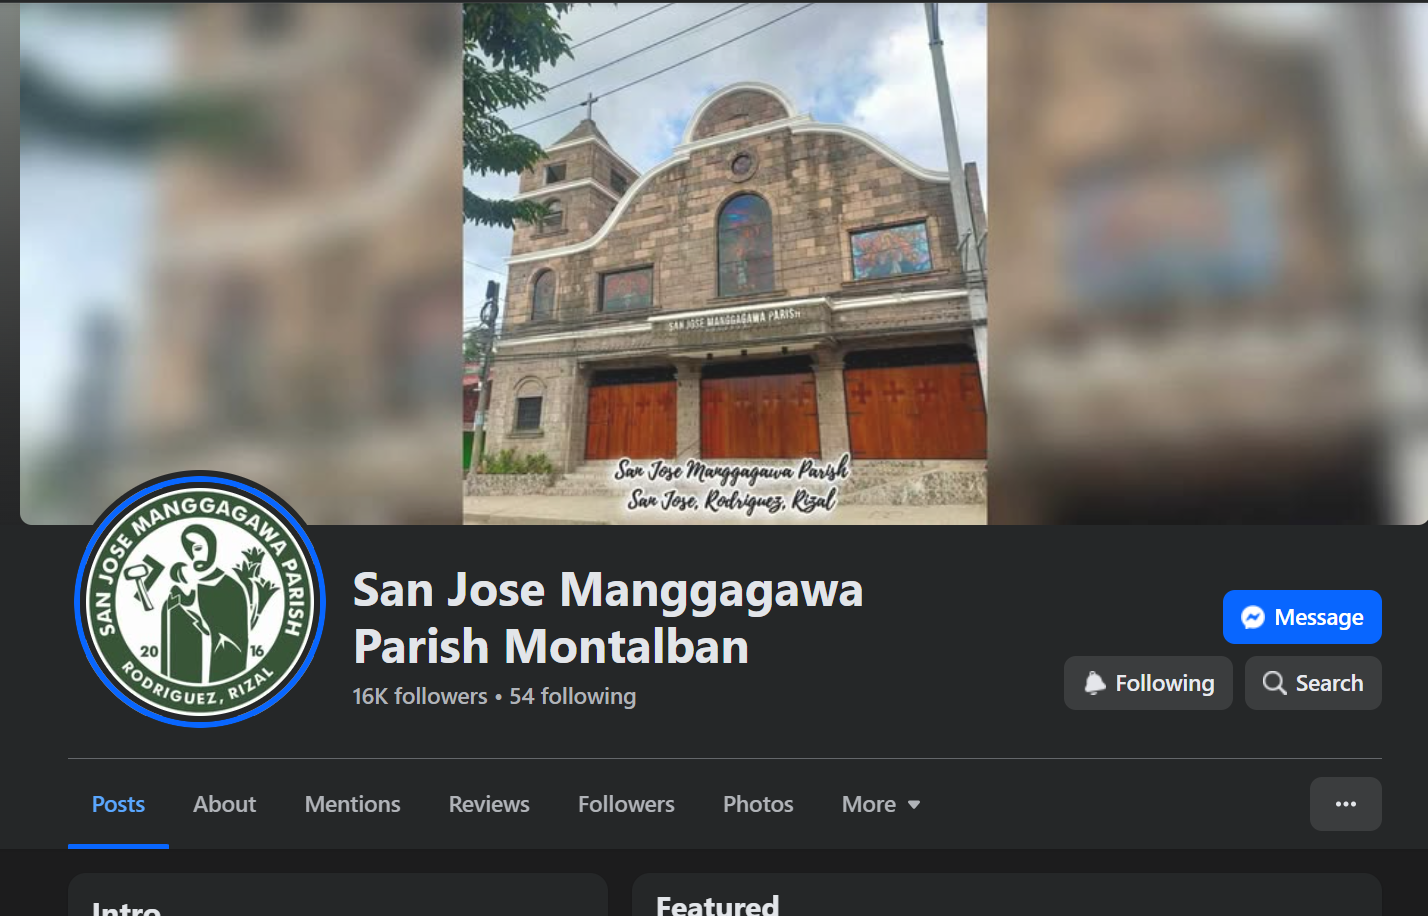 SAN JOSE MANGGAGAWA PARISH
San Jose Manggagawa Parish
San Jose, Rodriguez, Rizal
SAN JOSE MANGGAGAWA PARISH
20 16
RODRIGUEZ, RIZAL
San Jose Manggagawa
Parish Montalban
16K followers • 54 following
Message
Following
Search
Posts
About
Mentions
Reviews
Followers
Photos
More
Intro
Featured